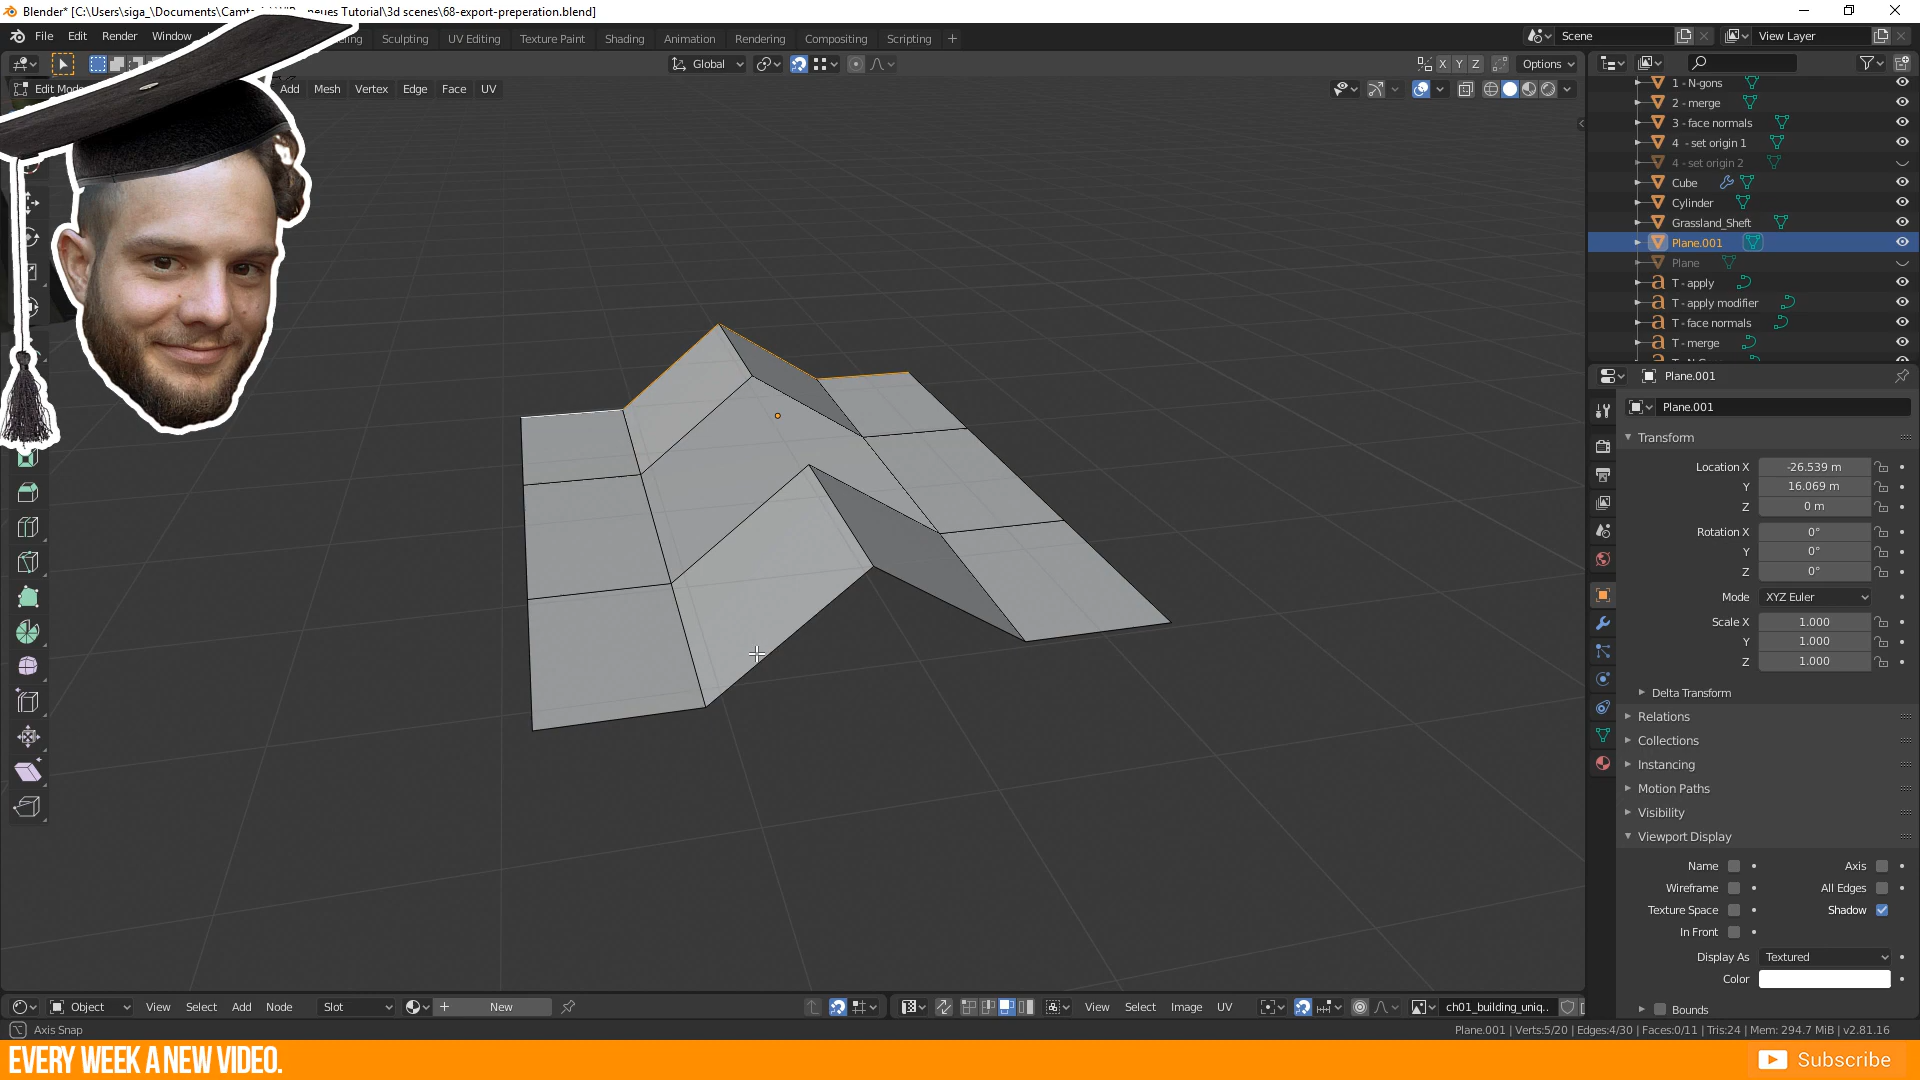 Blender* [C:\Users\siga_\Documents\Camta neues Tutorial\3d scenes\68-export-preperation.blend]
File Edit Render Window Sculpting UV Editing Texture Paint Shading Animation Rendering Compositing Scripting + Scene View Layer
Global X Y Z Options
Edit Mod Add Mesh Vertex Edge Face UV
1 - N-gons
2 - merge
3 - face normals
4 - set origin 1
4 - set origin 2
Cube
Cylinder
Grassland_Sheft
Plane.001
Plane
T - apply
T - apply modifier
T - face normals
T - merge
Plane.001
Plane.001
Transform
Location X -26.539 m
Y 16.069 m
Z 0 m
Rotation X 0°
Y 0°
Z 0°
Mode XYZ Euler
Scale X 1.000
Y 1.000
Z 1.000
Delta Transform
Relations
Collections
Instancing
Motion Paths
Visibility
Viewport Display
Name Axis
Wireframe All Edges
Texture Space Shadow
In Front
Display As Textured
Color
Bounds
Object View Select Add Node Slot New View Select Image UV ch01_building_uniq..
Axis Snap
Plane.001 | Verts:5/20 | Edges:4/30 | Faces:0/11 | Tris:24 | Mem: 294.7 MiB | v2.81.16
EVERY WEEK A NEW VIDEO.
Subscribe